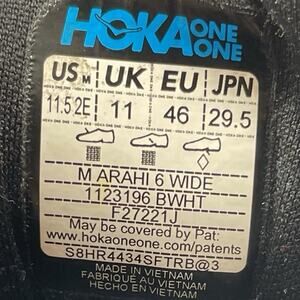 HOKA ONE ONE
US M UK EU JPN
11.5 2E 11 46 29.5
M ARAHI 6 WIDE
1123196 BWHT
F27221J
May be covered by Pat:
www.hokaoneone.com/patents
S8HR4434SFTRB@3
MADE IN VIETNAM
FABRIQUÉ AU VIETNAM
HECHO EN VIETNAM